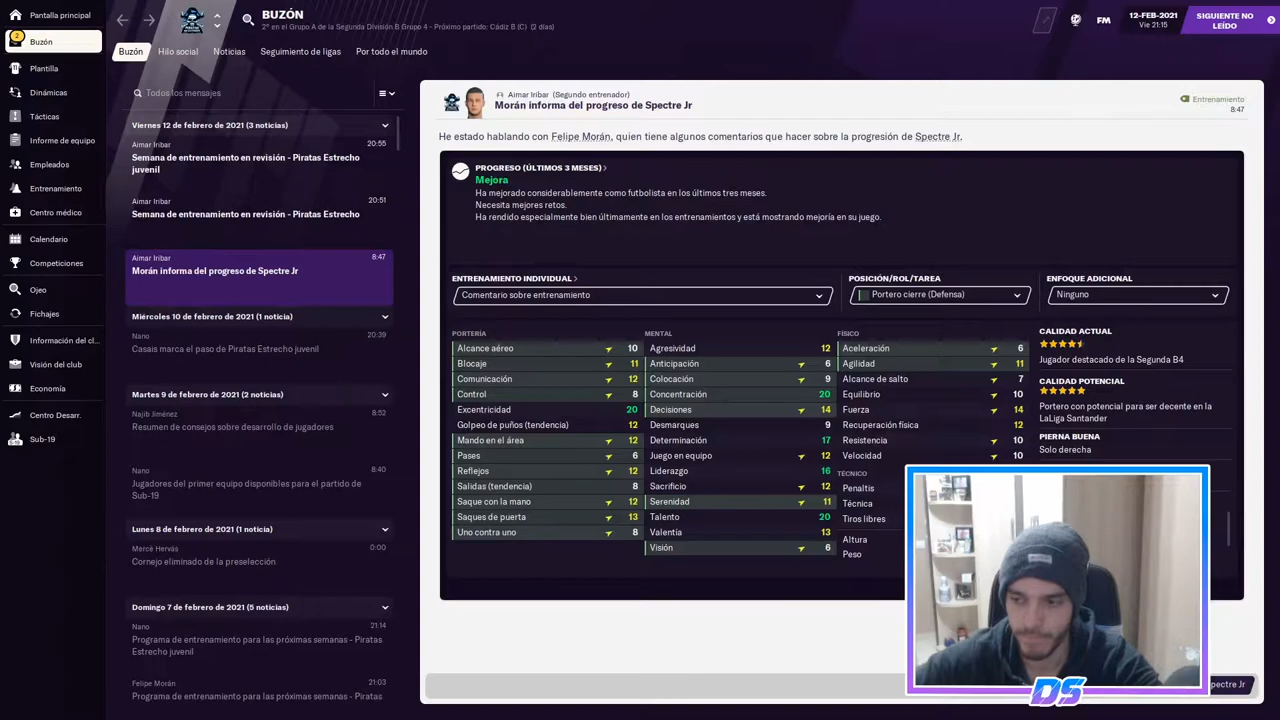 Pantalla principal
2
Buzón
Plantilla
Dinámicas
Tácticas
Informe de equipo
Empleados
Entrenamiento
Centro médico
Calendario
Competiciones
Ojeo
Fichajes
Información del cl...
Visión del club
Economía
Centro Desarr.
Sub-19
BUZÓN
2º en el Grupo A de la Segunda División B Grupo 4 - Próximo partido: Cádiz B (C) (2 días)
FM
12-FEB-2021
Vie 21:15
SIGUIENTE NO LEÍDO
Buzón Hilo social Noticias Seguimiento de ligas Por todo el mundo
Todos los mensajes
Viernes 12 de febrero de 2021 (3 noticias)
Aimar Iribar 20:55
Semana de entrenamiento en revisión - Piratas Estrecho
juvenil
Aimar Iribar 20:51
Semana de entrenamiento en revisión - Piratas Estrecho
Aimar Iribar 8:47
Morán informa del progreso de Spectre Jr
Miércoles 10 de febrero de 2021 (1 noticia)
Nano 20:39
Casais marca el paso de Piratas Estrecho juvenil
Martes 9 de febrero de 2021 (2 noticias)
Najib Jiménez 8:52
Resumen de consejos sobre desarrollo de jugadores
Nano 8:40
Jugadores del primer equipo disponibles para el partido de
Sub-19
Lunes 8 de febrero de 2021 (1 noticia)
Mercè Hervás 0:00
Cornejo eliminado de la preselección
Domingo 7 de febrero de 2021 (5 noticias)
Nano 21:14
Programa de entrenamiento para las próximas semanas - Piratas
Estrecho juvenil
Felipe Morán 21:03
Programa de entrenamiento para las próximas semanas - Piratas
Aimar Iribar (Segundo entrenador)
Morán informa del progreso de Spectre Jr
Entrenamiento
8:47
He estado hablando con Felipe Morán, quien tiene algunos comentarios que hacer sobre la progresión de Spectre Jr.
PROGRESO (ÚLTIMOS 3 MESES)
Mejora
Ha mejorado considerablemente como futbolista en los últimos tres meses.
Necesita mejores retos.
Ha rendido especialmente bien últimamente en los entrenamientos y está mostrando mejoría en su juego.
ENTRENAMIENTO INDIVIDUAL
Comentario sobre entrenamiento
POSICIÓN/ROL/TAREA
Portero cierre (Defensa)
ENFOQUE ADICIONAL
Ninguno
PORTERÍA
Alcance aéreo 10
Blocaje 11
Comunicación 12
Control 8
Excentricidad 20
Golpeo de puños (tendencia) 12
Mando en el área 12
Pases 6
Reflejos 12
Salidas (tendencia) 8
Saque con la mano 12
Saques de puerta 13
Uno contra uno 8
MENTAL
Agresividad 12
Anticipación 6
Colocación 9
Concentración 20
Decisiones 14
Desmarques 9
Determinación 17
Juego en equipo 12
Liderazgo 16
Sacrificio 12
Serenidad 11
Talento 20
Valentía 13
Visión 6
FÍSICO
Aceleración 6
Agilidad 11
Alcance de salto 7
Equilibrio 10
Fuerza 14
Recuperación física 12
Resistencia 10
Velocidad 10
TÉCNICO
Penaltis
Técnica
Tiros libres
Altura
Peso
CALIDAD ACTUAL
Jugador destacado de la Segunda B4
CALIDAD POTENCIAL
Portero con potencial para ser decente en la
LaLiga Santander
PIERNA BUENA
Solo derecha
Spectre Jr
DS